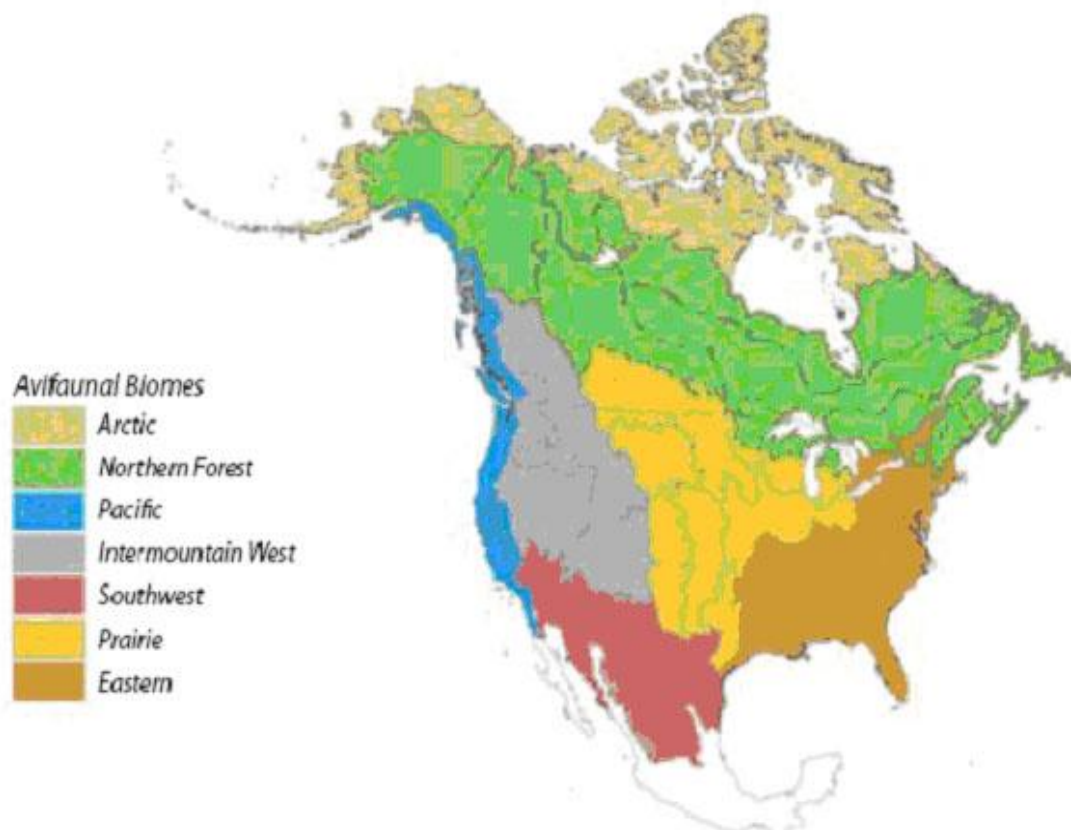 Avifaunal Biomes
Arctic
Northern Forest
Pacific
Intermountain West
Southwest
Prairie
Eastern